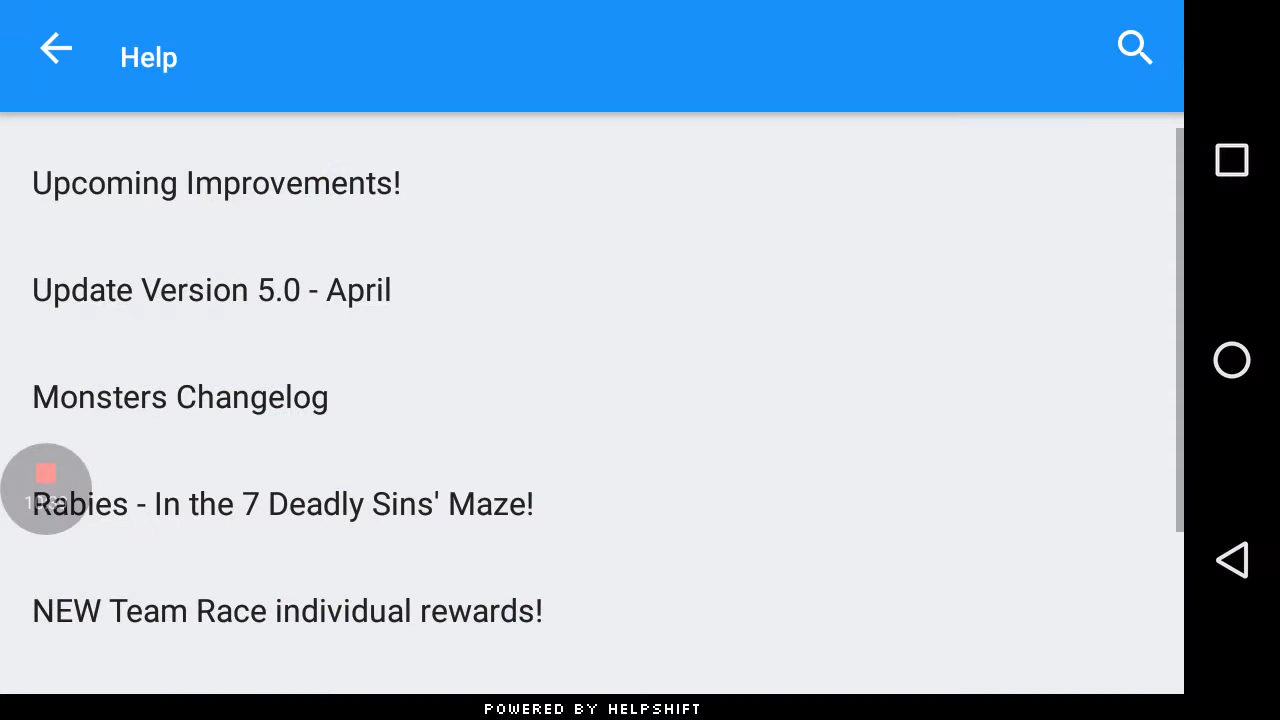 Help
Upcoming Improvements!
Update Version 5.0 - April
Monsters Changelog
Rabies - In the 7 Deadly Sins' Maze!
NEW Team Race individual rewards!
POWERED BY HELPSHIFT